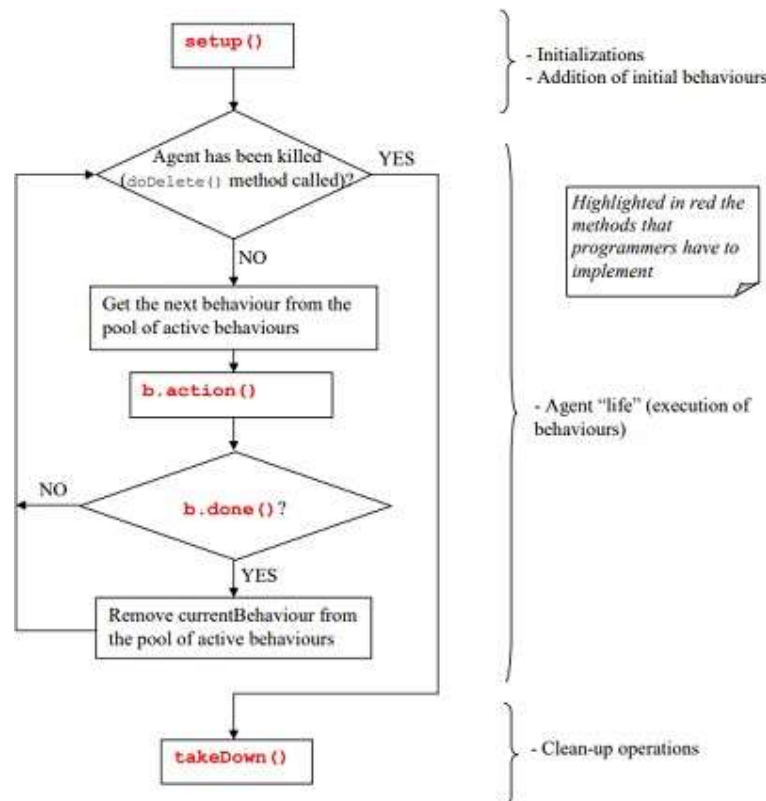 setup()
- Initializations
- Addition of initial behaviours
Agent has been killed
(doDelete() method called)?
YES
NO
Highlighted in red the
methods that
programmers have to
implement
Get the next behaviour from the
pool of active behaviours
b.action()
- Agent “life” (execution of
behaviours)
NO
b.done()?
YES
Remove currentBehaviour from
the pool of active behaviours
takeDown()
- Clean-up operations